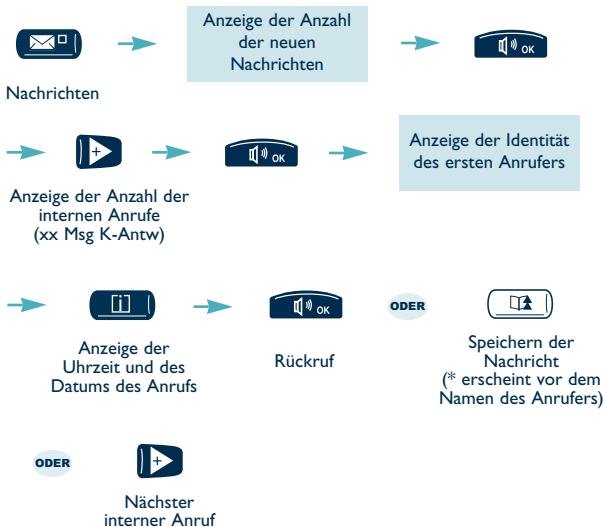 Anzeige der Anzahl
der neuen
Nachrichten
OK
Nachrichten
+
OK
Anzeige der Identität
des ersten Anrufers
Anzeige der Anzahl der
internen Anrufe
(xx Msg K-Antw)
i
OK
ODER
Anzeige der
Uhrzeit und des
Datums des Anrufs
Rückruf
Speichern der
Nachricht
(* erscheint vor dem
Namen des Anrufers)
ODER
+
Nächster
interner Anruf